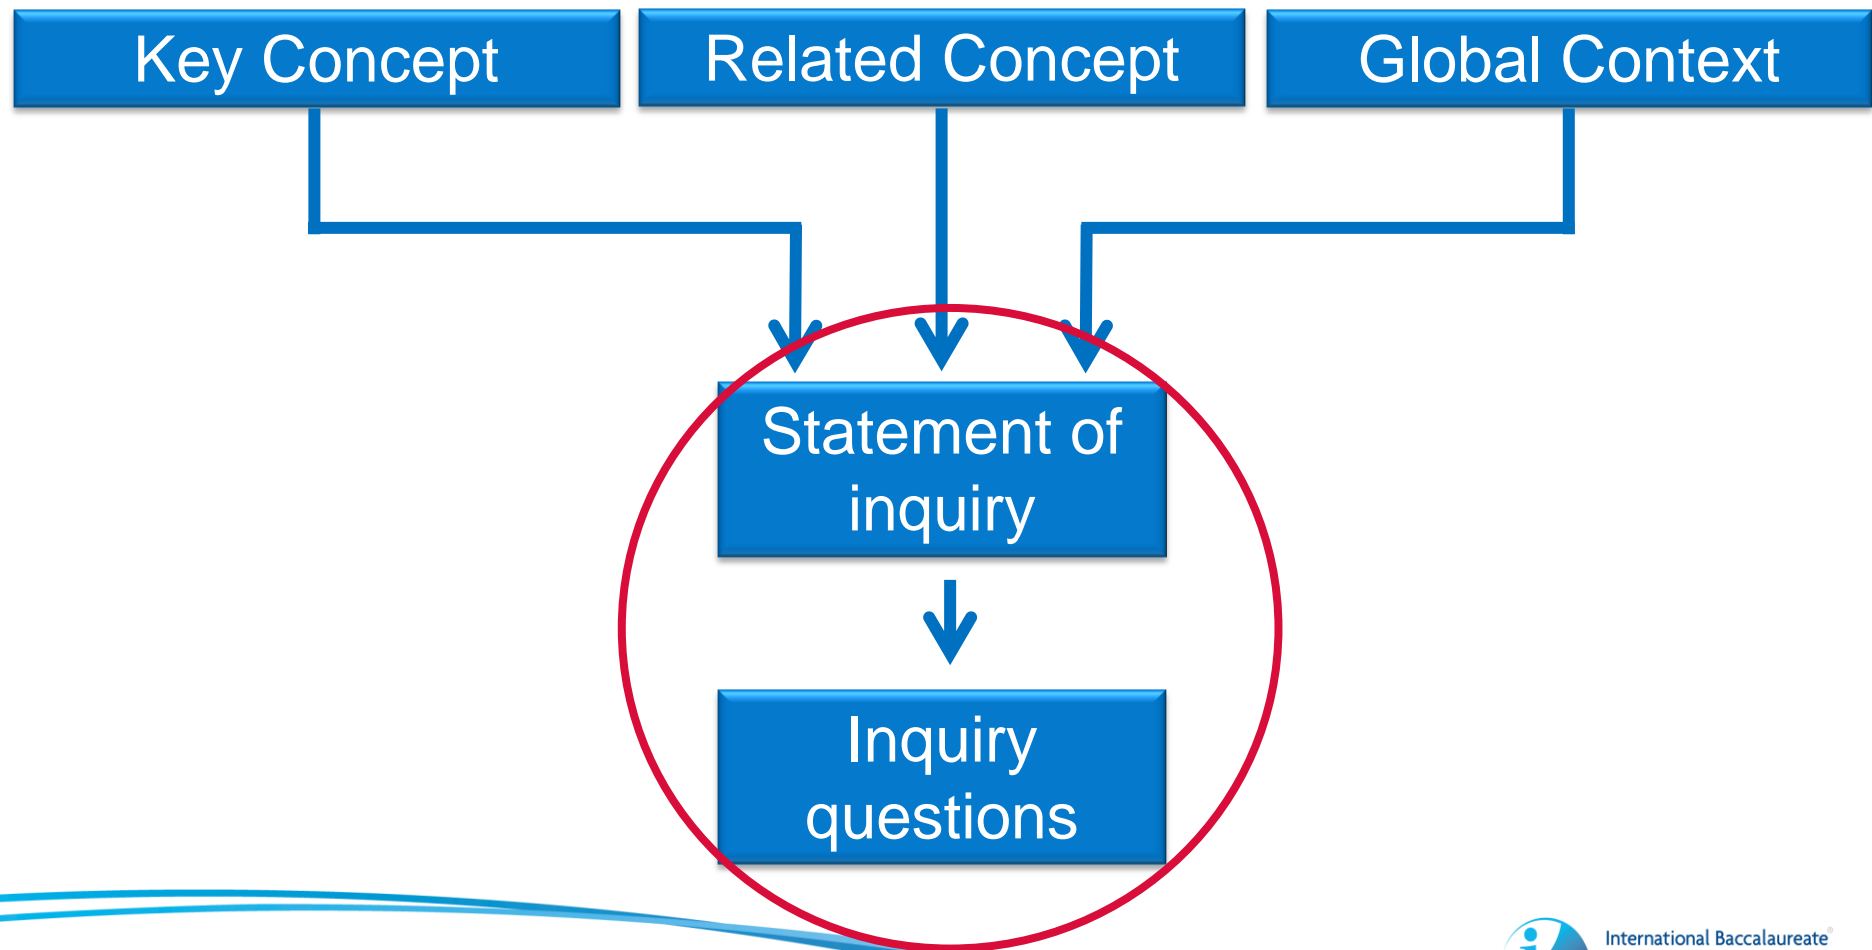 Key Concept
Related Concept
Global Context
Statement of
inquiry
Inquiry
questions
International Baccalaureate®